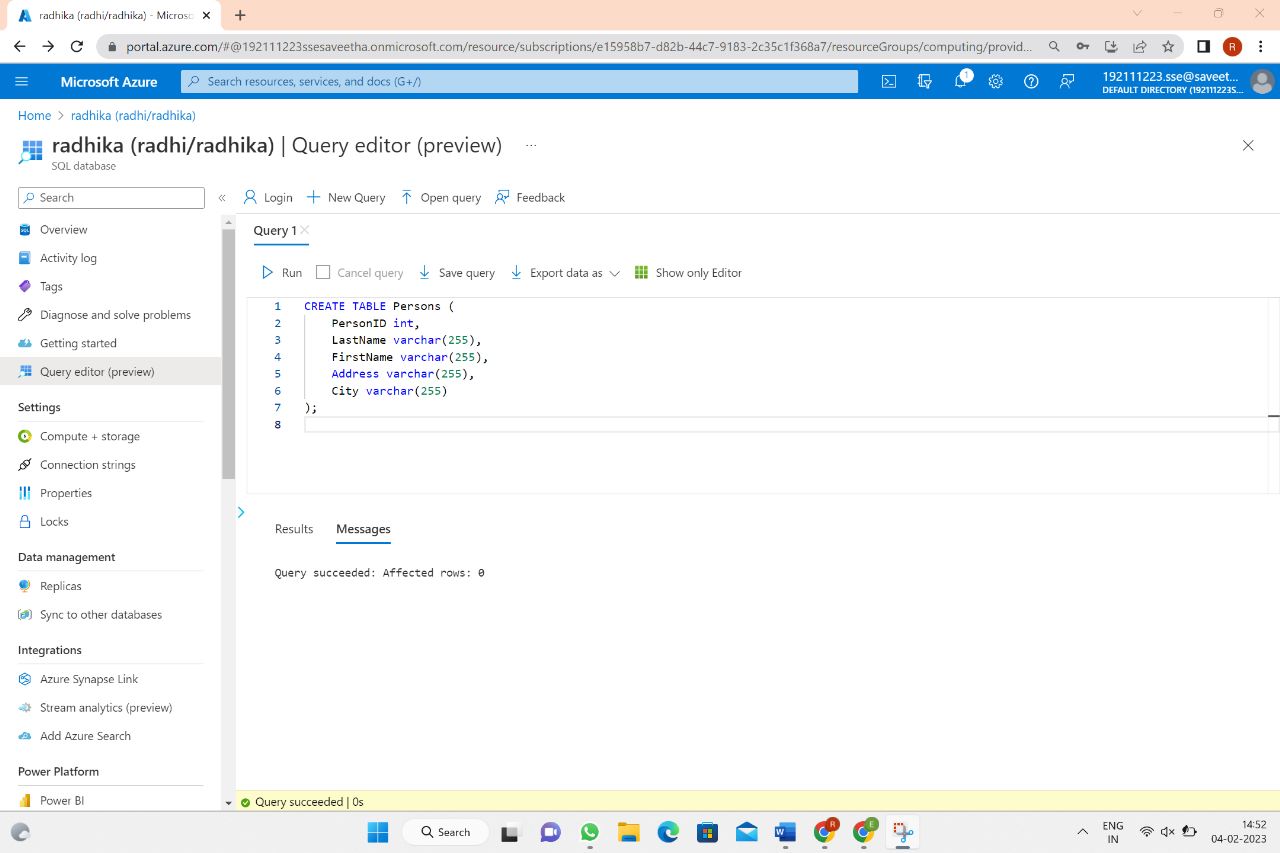 radhika (radhi/radhika) - Microso
portal.azure.com/#@192111223ssesaveetha.onmicrosoft.com/resource/subscriptions/e15958b7-d82b-44c7-9183-2c35c1f368a7/resourceGroups/computing/provid...
R
Microsoft Azure
Search resources, services, and docs (G+/)
1
192111223.sse@saveet...
DEFAULT DIRECTORY (192111223S...
Home > radhika (radhi/radhika)
radhika (radhi/radhika) | Query editor (preview) ...
SQL database
Search
«
Login
New Query
Open query
Feedback
Overview
Activity log
Tags
Diagnose and solve problems
Getting started
Query editor (preview)
Settings
Compute + storage
Connection strings
Properties
Locks
Data management
Replicas
Sync to other databases
Integrations
Azure Synapse Link
Stream analytics (preview)
Add Azure Search
Power Platform
Power BI
Query 1
Run
Cancel query
Save query
Export data as
Show only Editor
1 CREATE TABLE Persons (
2 PersonID int,
3 LastName varchar(255),
4 FirstName varchar(255),
5 Address varchar(255),
6 City varchar(255)
7 );
8
Results
Messages
Query succeeded: Affected rows: 0
Query succeeded | 0s
Search
W
R
E
ENG
IN
14:52
04-02-2023